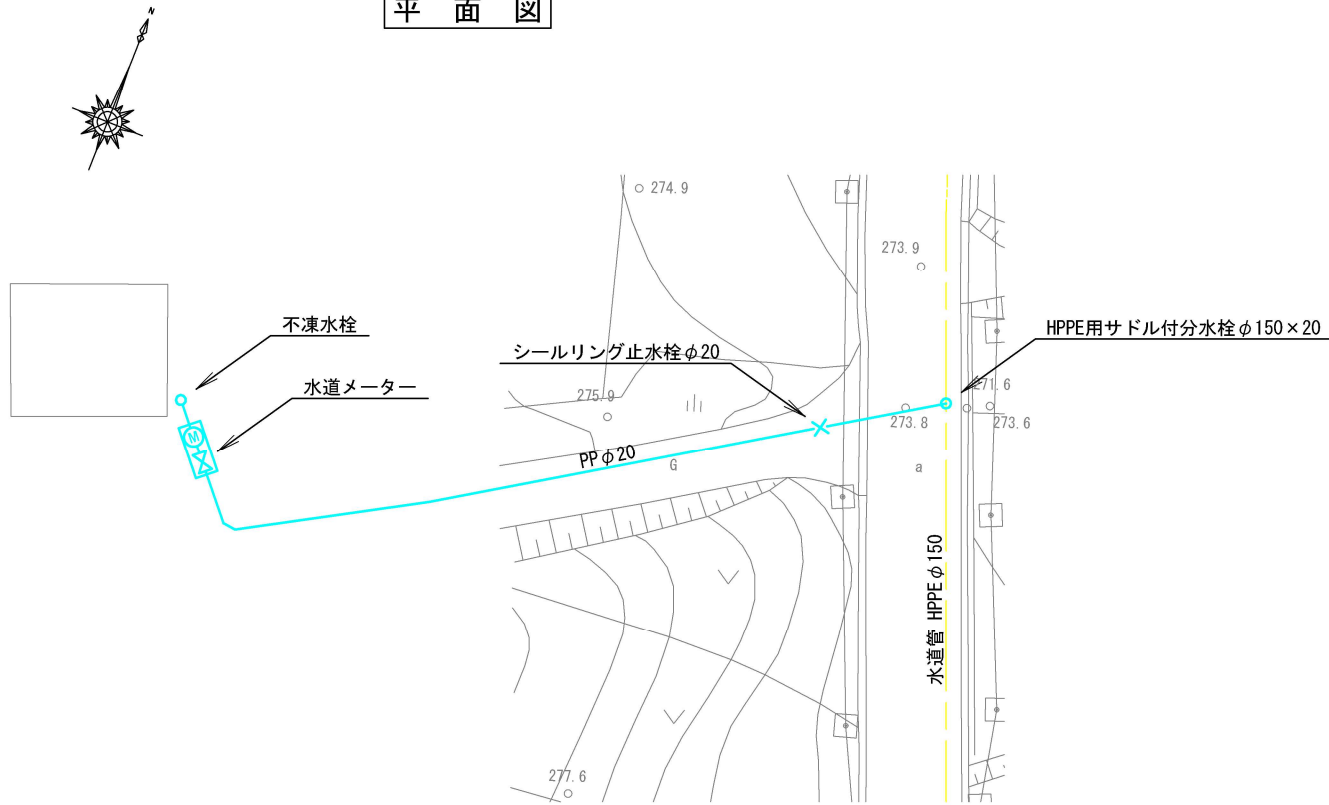 平面図
N
274.9
273.9
不凍水栓
HPPE用サドル付分水栓φ150×20
シールリング止水栓φ20
水道メーター
275.9
271.6
273.8
273.6
M
PPφ20
G
a
水道管 HPPEφ150
277.6